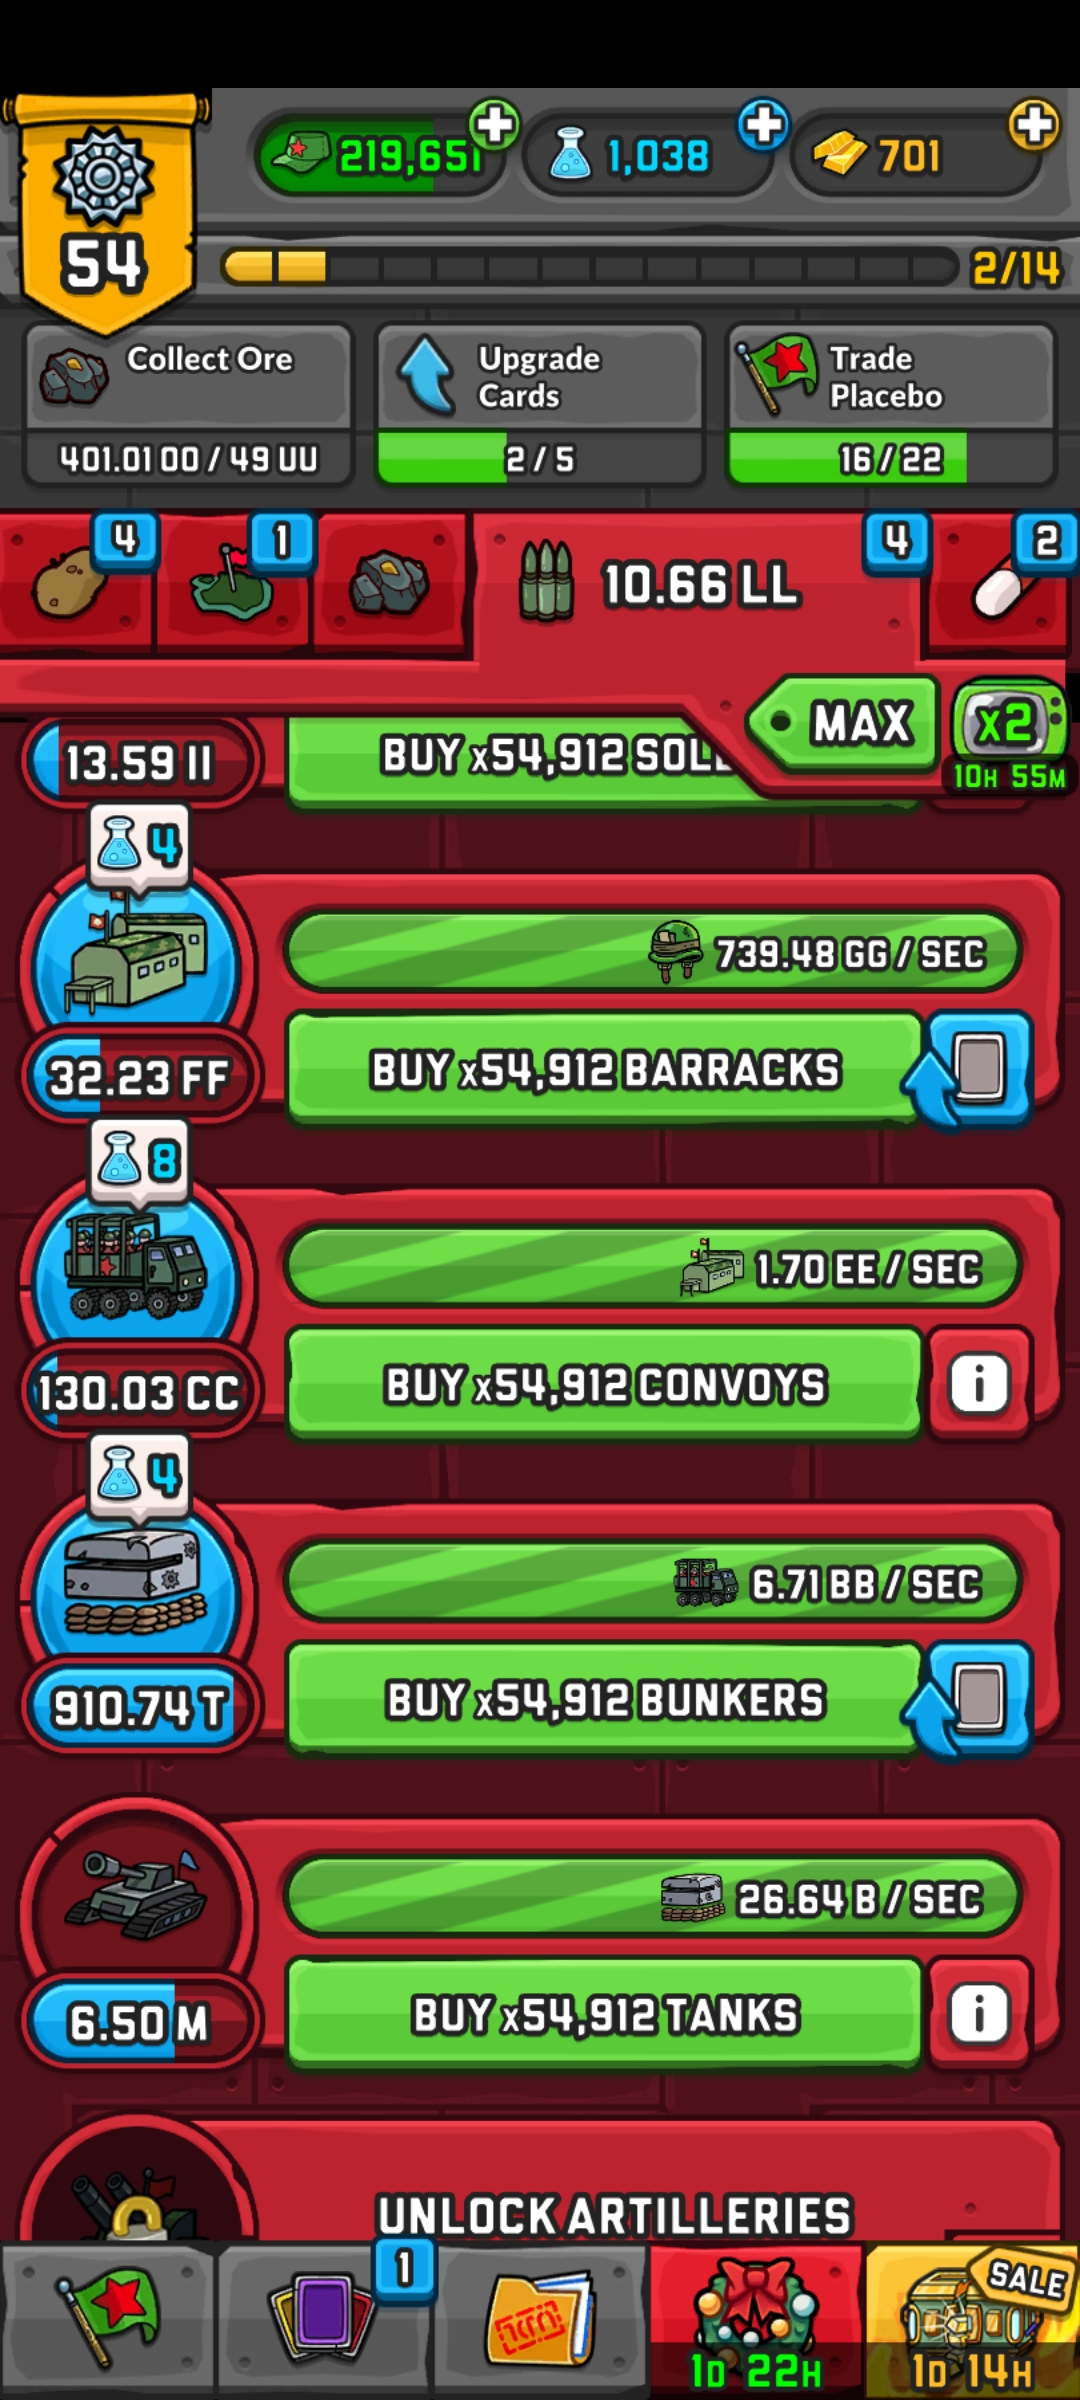 54
219,651
1,038
701
2/14
Collect Ore
401.01 OO / 49 UU
Upgrade
Cards
2 / 5
Trade
Placebo
16 / 22
4
1
10.66 LL
4
2
MAX
x2
10H 55M
13.59 II
BUY x54,912 SOL
4
739.48 GG / SEC
32.23 FF
BUY x54,912 BARRACKS
8
1.70 EE / SEC
130.03 CC
BUY x54,912 CONVOYS
i
4
6.71 BB / SEC
910.74 T
BUY x54,912 BUNKERS
26.64 B / SEC
6.50 M
BUY x54,912 TANKS
i
UNLOCK ARTILLERIES
1
1D 22H
SALE
1D 14H